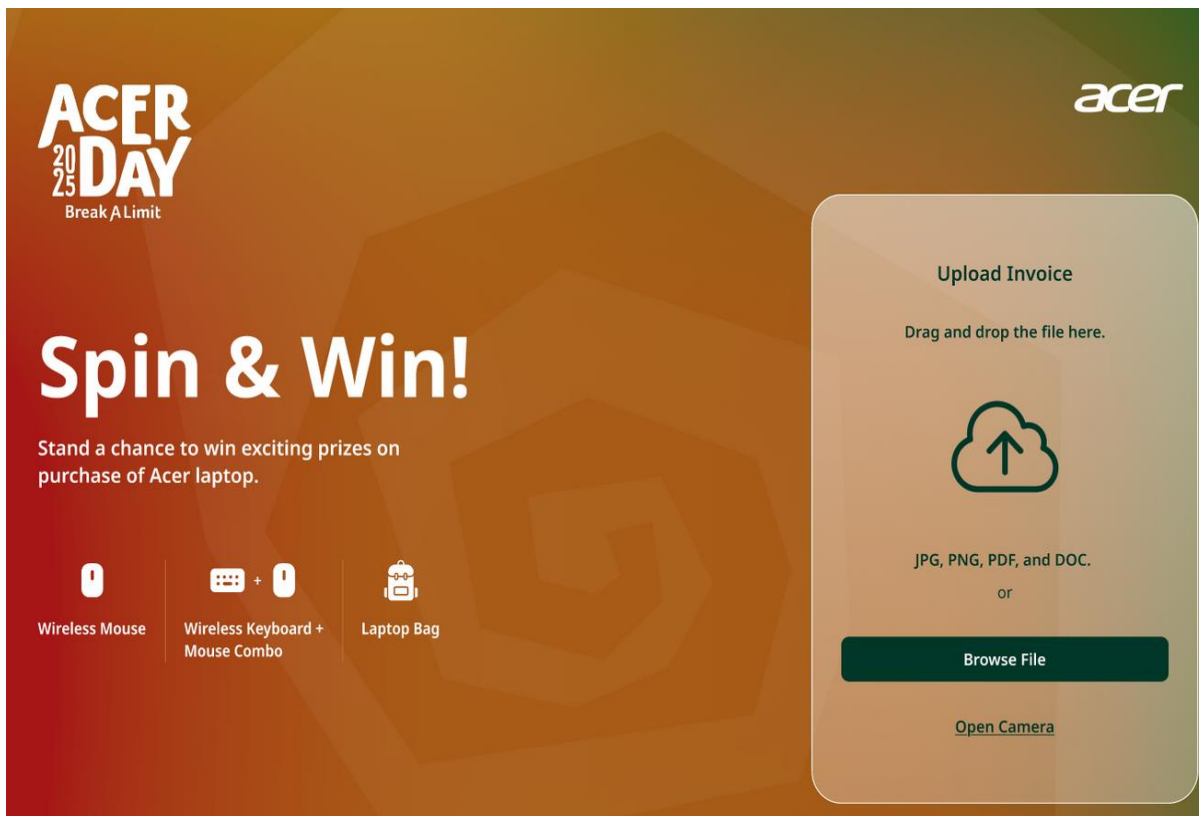 ACER
2025 DAY
Break A Limit
acer
Spin & Win!
Stand a chance to win exciting prizes on
purchase of Acer laptop.
Wireless Mouse
+
Wireless Keyboard +
Mouse Combo
Laptop Bag
Upload Invoice
Drag and drop the file here.
JPG, PNG, PDF, and DOC.
or
Browse File
Open Camera